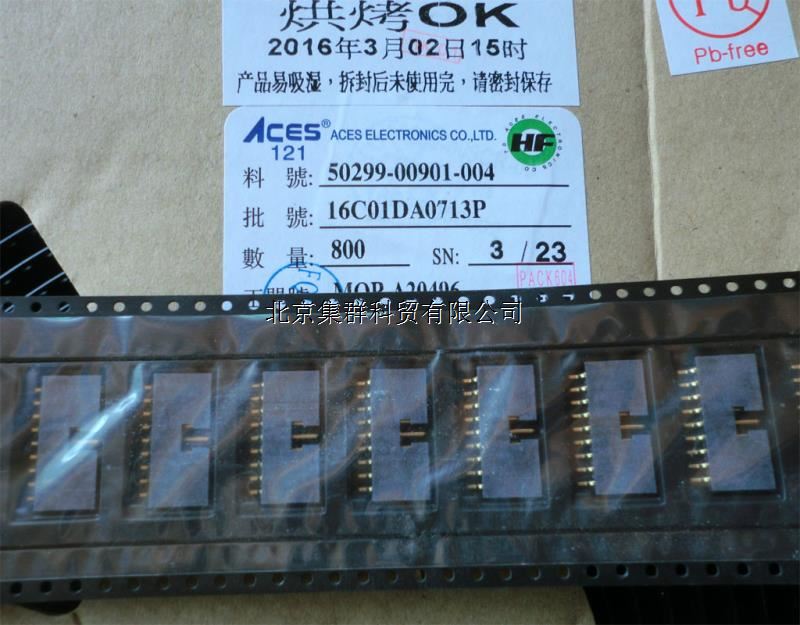 烘烤OK
2016年3月02日15时
产品易吸湿，拆封后未使用完，请密封保存
Pb-free
ACES® ACES ELECTRONICS CO.,LTD.
HF
121
料 號: 50299-00901-004
批 號: 16C01DA0713P
數 量: 800 SN: 3 / 23
PACK604
MOP-A20496
北京集群科贸有限公司